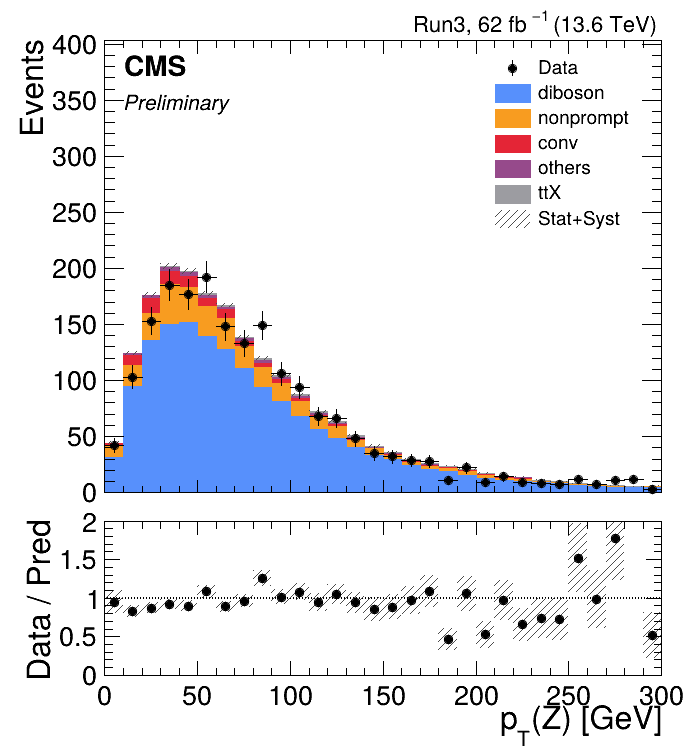 Run3, 62 fb⁻¹ (13.6 TeV)
CMS
Preliminary
Events
400
350
300
250
200
150
100
50
0
Data
diboson
nonprompt
conv
others
ttX
Stat+Syst
Data / Pred
2
1.5
1
0.5
0
0 50 100 150 200 250 300
p_T(Z) [GeV]